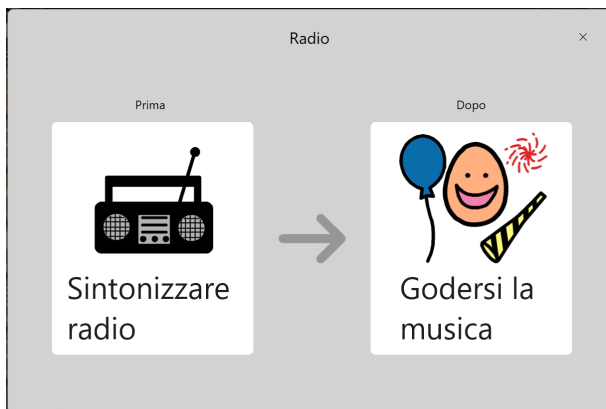 Radio
Prima
Dopo
Sintonizzare
radio
Godersi la
musica